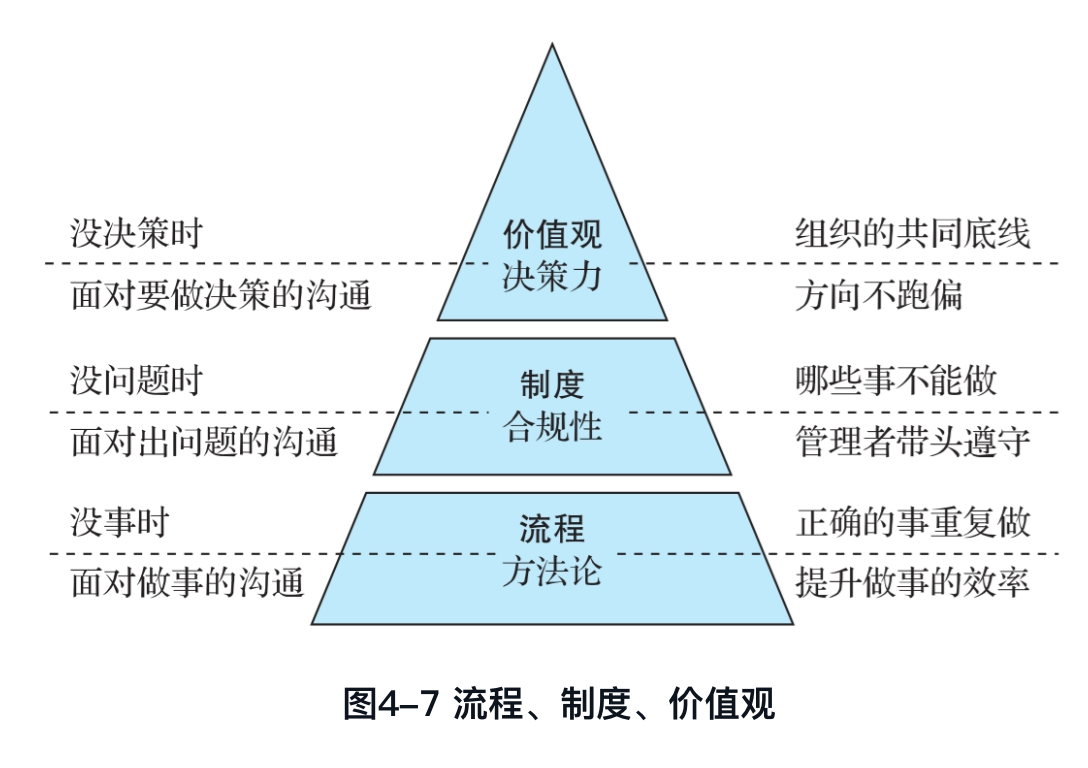 没决策时
价值观
组织的共同底线
面对要做决策的沟通
决策力
方向不跑偏
没问题时
制度
哪些事不能做
面对出问题的沟通
合规性
管理者带头遵守
没事时
流程
正确的事重复做
面对做事的沟通
方法论
提升做事的效率
图4–7 流程、制度、价值观